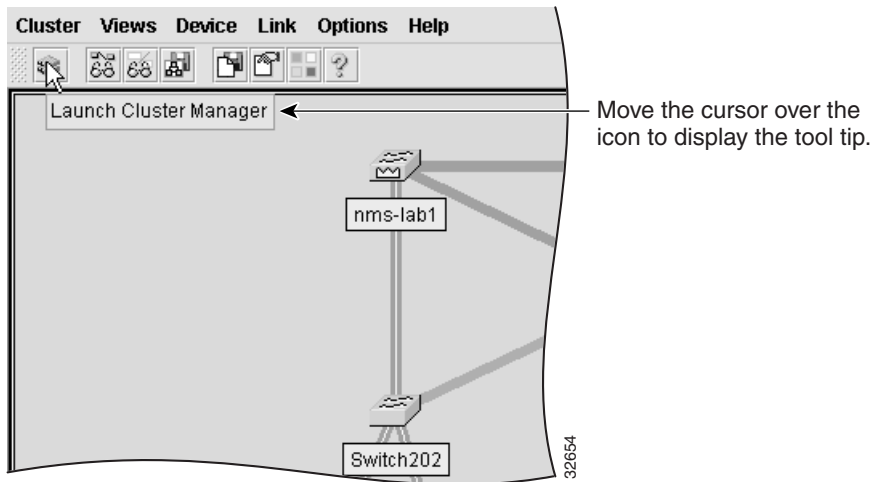 Cluster Views Device Link Options Help
?
Launch Cluster Manager
Move the cursor over the
icon to display the tool tip.
nms-lab1
Switch202
32654